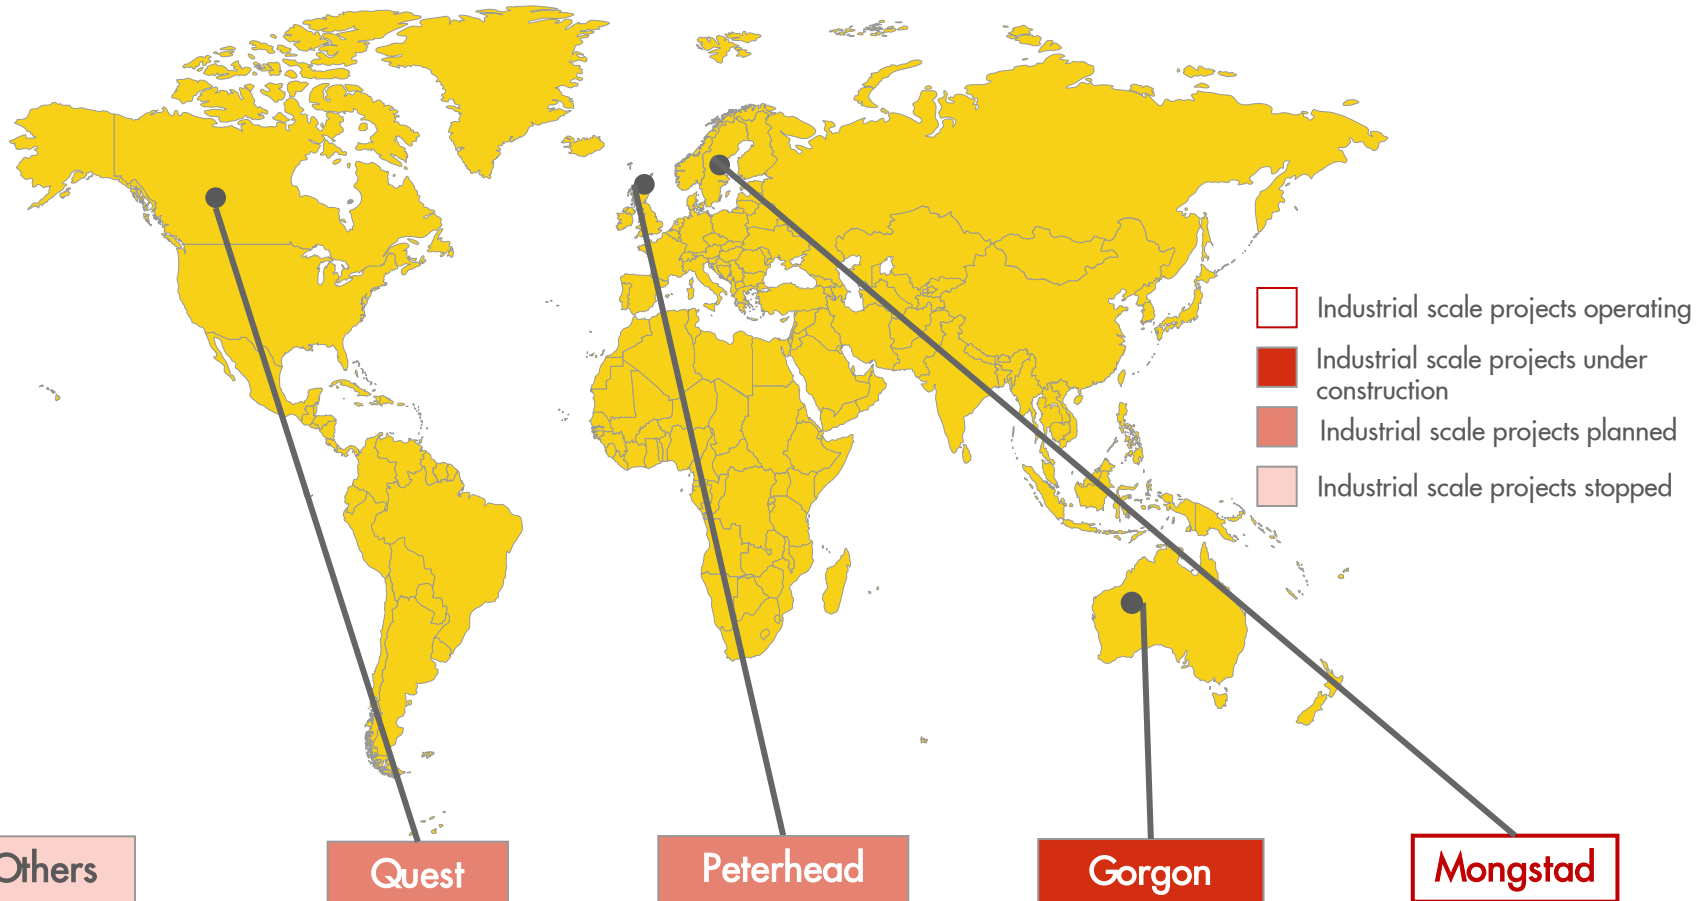 Industrial scale projects operating
Industrial scale projects under
construction
Industrial scale projects planned
Industrial scale projects stopped
Others
Quest
Peterhead
Gorgon
Mongstad